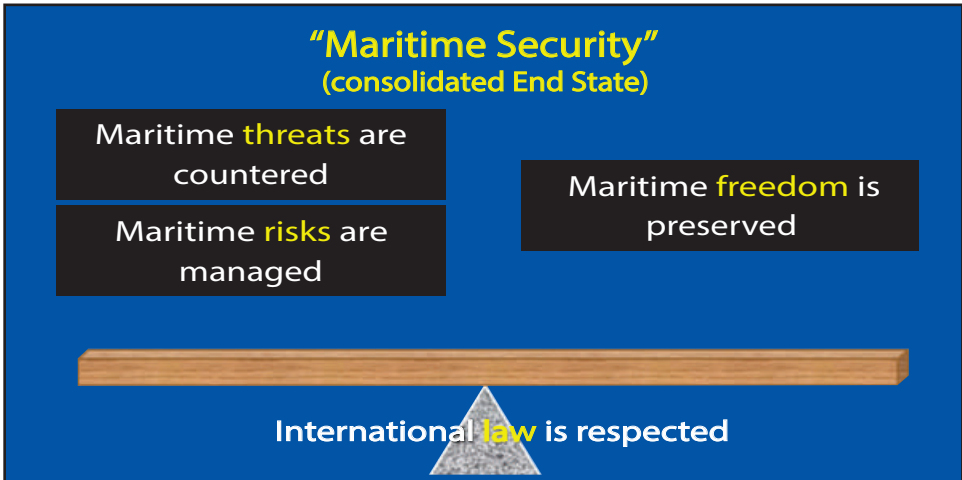 “Maritime Security”
(consolidated End State)
Maritime threats are
countered
Maritime risks are
managed
Maritime freedom is
preserved
International law is respected